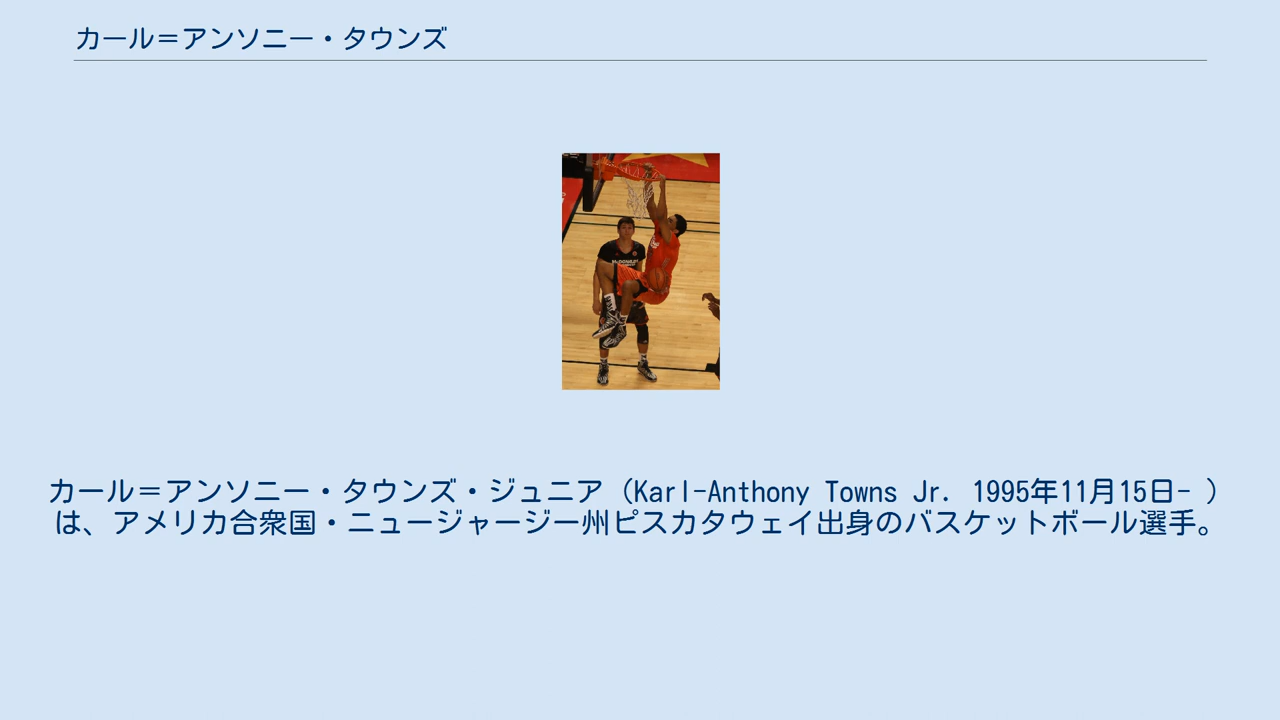 カール＝アンソニー・タウンズ
カール＝アンソニー・タウンズ・ジュニア（Karl-Anthony Towns Jr. 1995年11月15日- ）
は、アメリカ合衆国・ニュージャージー州ピスカタウェイ出身のバスケットボール選手。